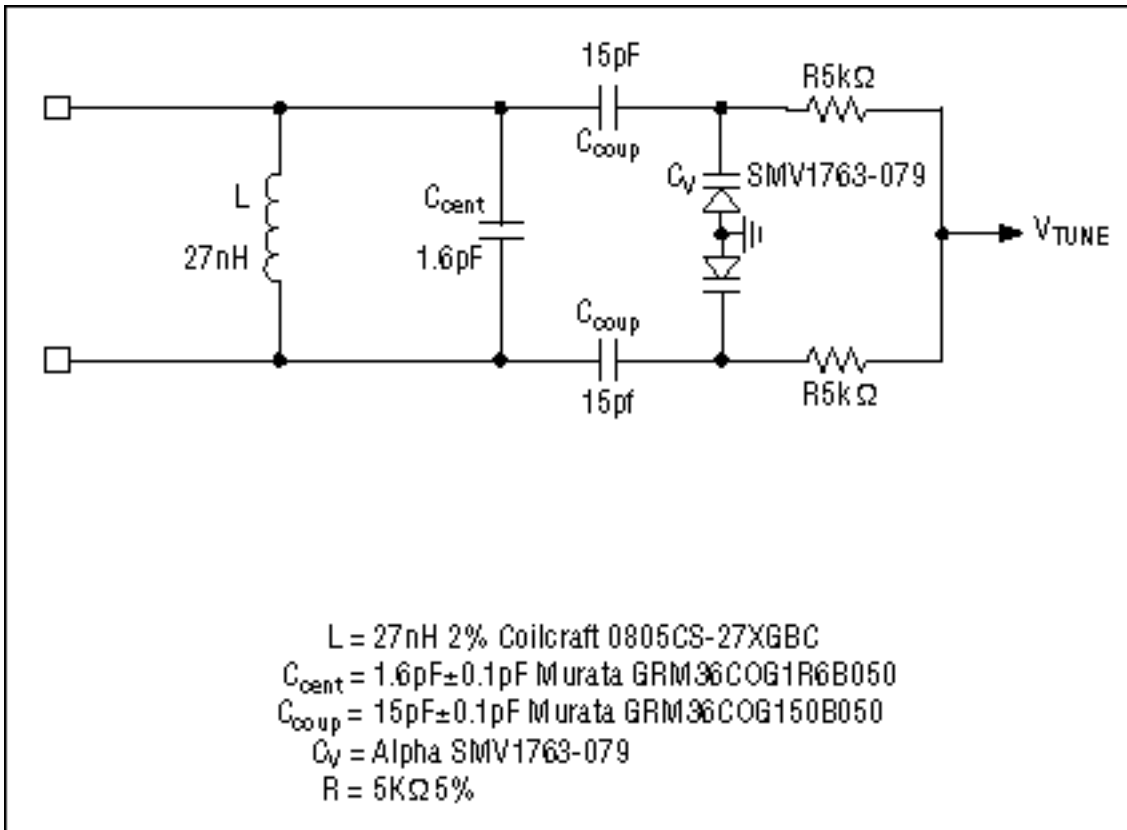 15pF
R5kΩ
Ccoup
L
Ccent
CV
SMV1763-079
VTUNE
27nH
1.6pF
Ccoup
15pf
R5kΩ
L = 27nH 2% Coilcraft 0805CS-27XGBC
Ccent = 1.6pF±0.1pF Murata GRM36COG1R6B050
Ccoup = 15pF±0.1pF Murata GRM36COG150B050
CV = Alpha SMV1763-079
R = 5KΩ 5%